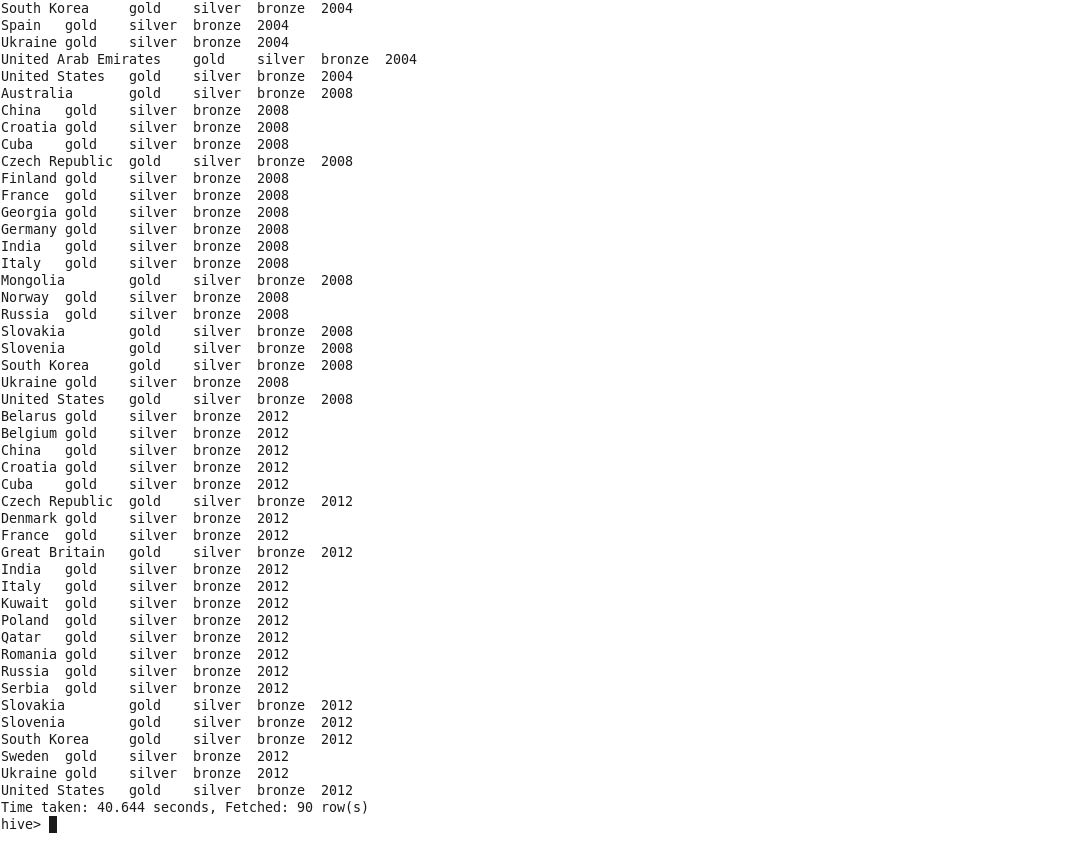 South Korea     gold    silver  bronze  2004
Spain   gold    silver  bronze  2004
Ukraine gold    silver  bronze  2004
United Arab Emirates    gold    silver  bronze  2004
United States   gold    silver  bronze  2004
Australia       gold    silver  bronze  2008
China   gold    silver  bronze  2008
Croatia gold    silver  bronze  2008
Cuba    gold    silver  bronze  2008
Czech Republic  gold    silver  bronze  2008
Finland gold    silver  bronze  2008
France  gold    silver  bronze  2008
Georgia gold    silver  bronze  2008
Germany gold    silver  bronze  2008
India   gold    silver  bronze  2008
Italy   gold    silver  bronze  2008
Mongolia        gold    silver  bronze  2008
Norway  gold    silver  bronze  2008
Russia  gold    silver  bronze  2008
Slovakia        gold    silver  bronze  2008
Slovenia        gold    silver  bronze  2008
South Korea     gold    silver  bronze  2008
Ukraine gold    silver  bronze  2008
United States   gold    silver  bronze  2008
Belarus gold    silver  bronze  2012
Belgium gold    silver  bronze  2012
China   gold    silver  bronze  2012
Croatia gold    silver  bronze  2012
Cuba    gold    silver  bronze  2012
Czech Republic  gold    silver  bronze  2012
Denmark gold    silver  bronze  2012
France  gold    silver  bronze  2012
Great Britain   gold    silver  bronze  2012
India   gold    silver  bronze  2012
Italy   gold    silver  bronze  2012
Kuwait  gold    silver  bronze  2012
Poland  gold    silver  bronze  2012
Qatar   gold    silver  bronze  2012
Romania gold    silver  bronze  2012
Russia  gold    silver  bronze  2012
Serbia  gold    silver  bronze  2012
Slovakia        gold    silver  bronze  2012
Slovenia        gold    silver  bronze  2012
South Korea     gold    silver  bronze  2012
Sweden  gold    silver  bronze  2012
Ukraine gold    silver  bronze  2012
United States   gold    silver  bronze  2012
Time taken: 40.644 seconds, Fetched: 90 row(s)
hive>